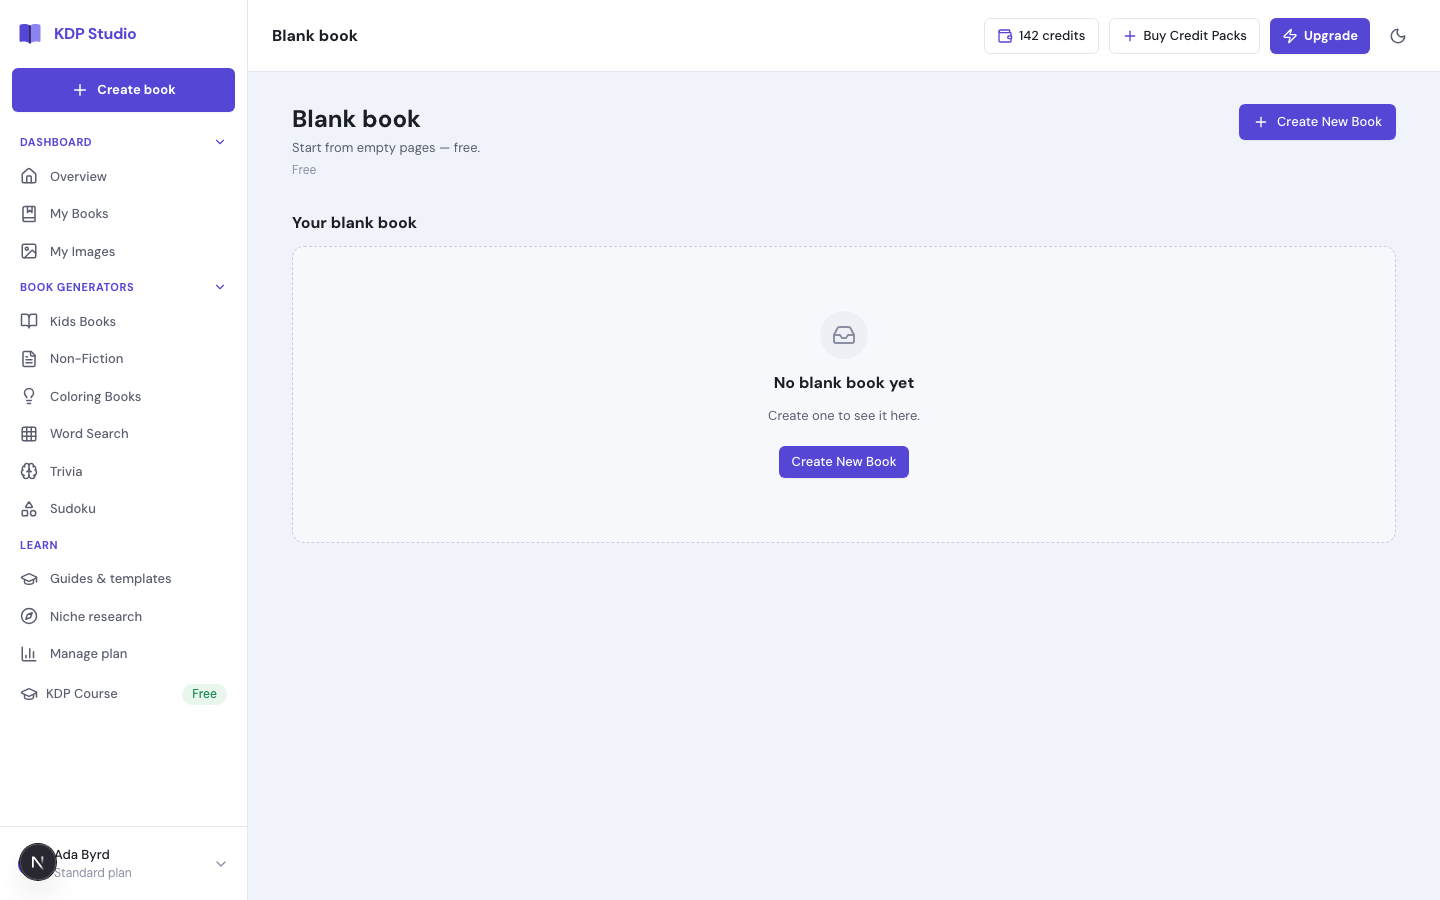 KDP Studio
Create book
DASHBOARD
Overview
My Books
My Images
BOOK GENERATORS
Kids Books
Non-Fiction
Coloring Books
Word Search
Trivia
Sudoku
LEARN
Guides & templates
Niche research
Manage plan
KDP Course
Free
N
Ada Byrd
Standard plan
Blank book
142 credits
Buy Credit Packs
Upgrade
Blank book
Start from empty pages — free.
Free
Create New Book
Your blank book
No blank book yet
Create one to see it here.
Create New Book